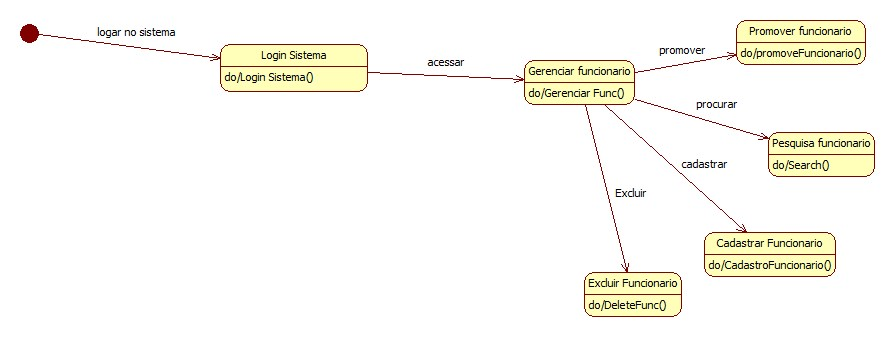 logar no sistema
Login Sistema
do/Login Sistema()
acessar
Gerenciar funcionario
do/Gerenciar Func()
promover
Promover funcionario
do/promoveFuncionario()
procurar
Pesquisa funcionario
do/Search()
cadastrar
Cadastrar Funcionario
do/CadastroFuncionario()
Excluir
Excluir Funcionario
do/DeleteFunc()